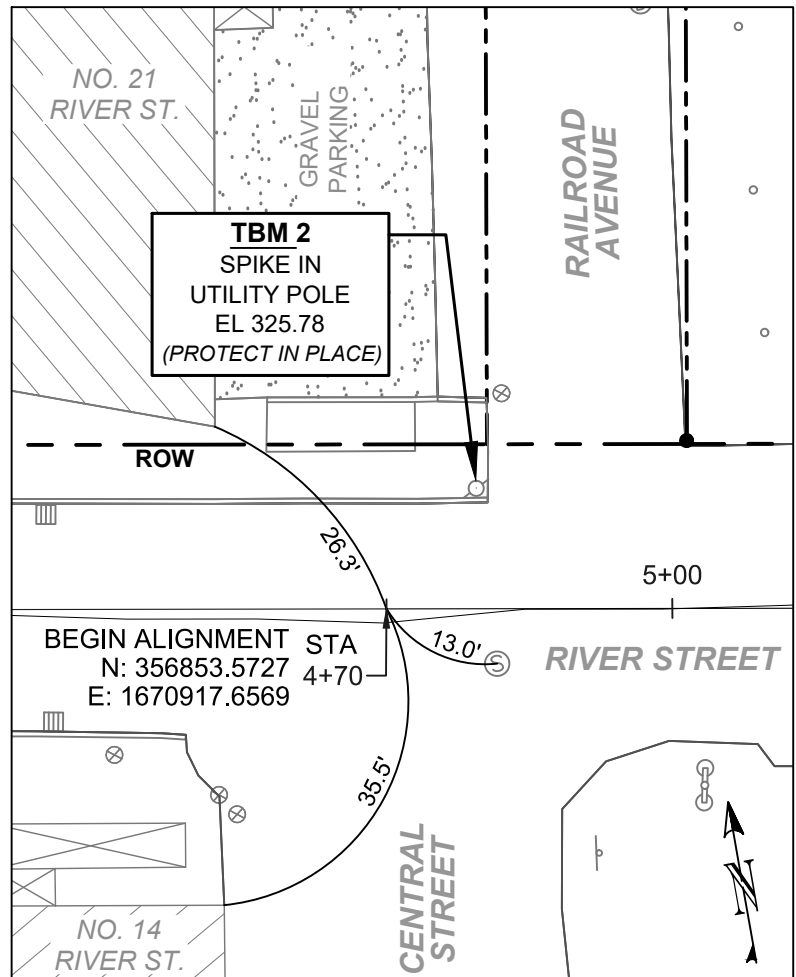 NO. 21
RIVER ST.
GRAVEL
PARKING
RAILROAD
AVENUE
TBM 2
SPIKE IN
UTILITY POLE
EL 325.78
(PROTECT IN PLACE)
ROW
26.3'
5+00
BEGIN ALIGNMENT
N: 356853.5727
E: 1670917.6569
STA
4+70
13.0'
S
RIVER STREET
35.5'
CENTRAL
STREET
N
NO. 14
RIVER ST.